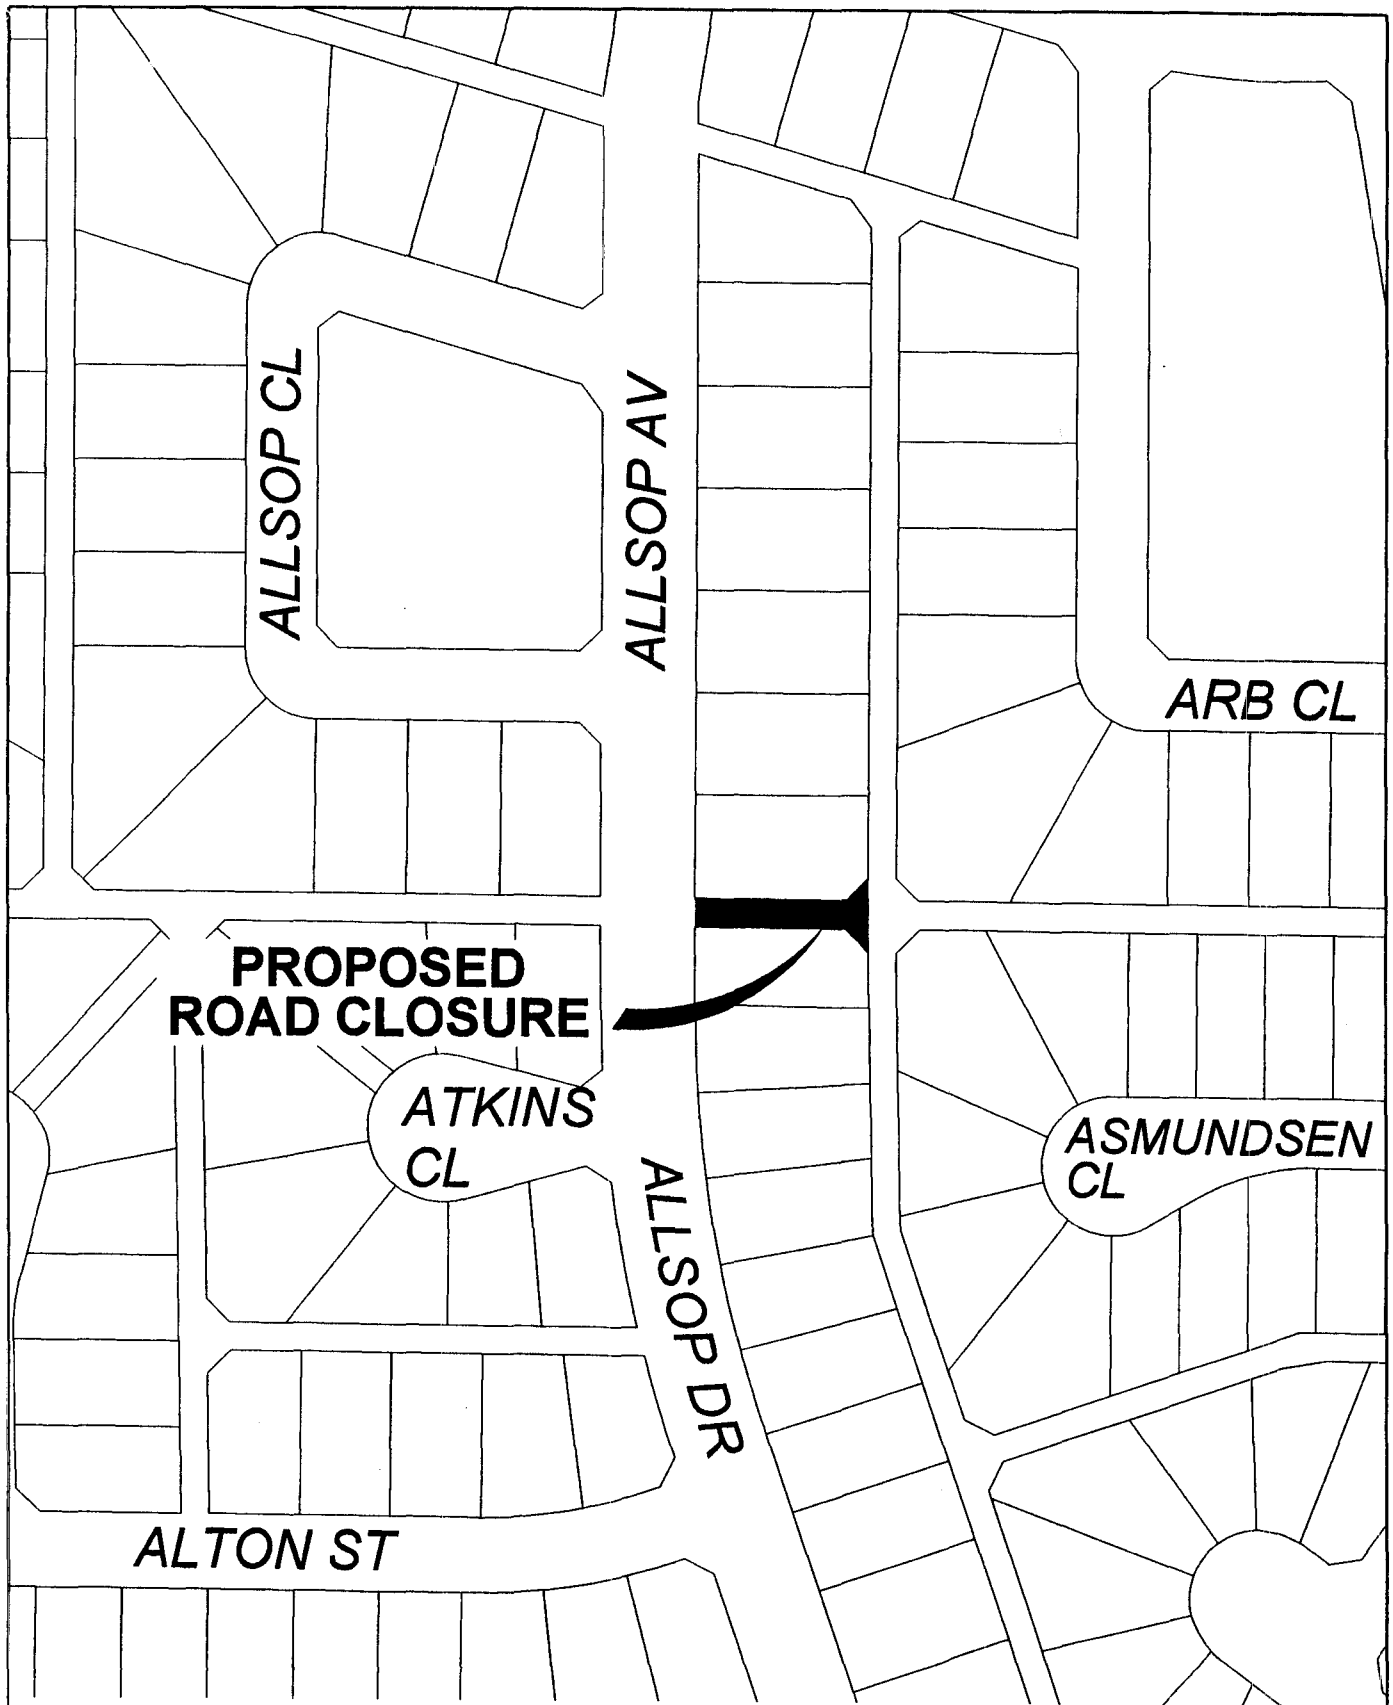 ALLSOP CL
ALLSOP AV
ARB CL
PROPOSED
ROAD CLOSURE
ATKINS
CL
ASMUNDSEN
CL
ALLSOP DR
ALTON ST